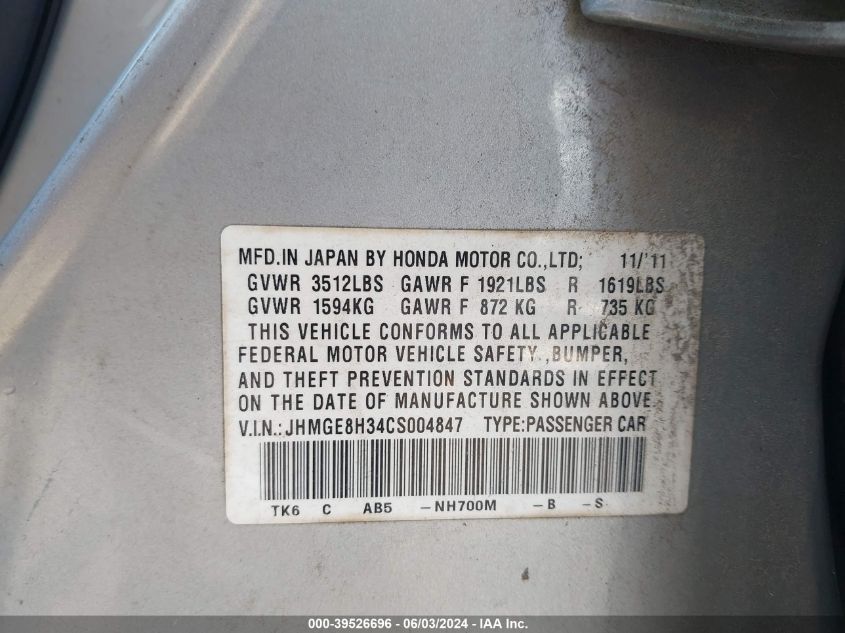 MFD.IN JAPAN BY HONDA MOTOR CO.,LTD; 11/'11
GVWR 3512LBS GAWR F 1921LBS R 1619LBS
GVWR 1594KG GAWR F 872 KG R 735 KG
THIS VEHICLE CONFORMS TO ALL APPLICABLE
FEDERAL MOTOR VEHICLE SAFETY ,BUMPER,
AND THEFT PREVENTION STANDARDS IN EFFECT
ON THE DATE OF MANUFACTURE SHOWN ABOVE.
V.I.N.: JHMGE8H34CS004847 TYPE:PASSENGER CAR
TK6 C AB5 -NH700M -B -S
000-39526696 - 06/03/2024 - © IAA Inc.